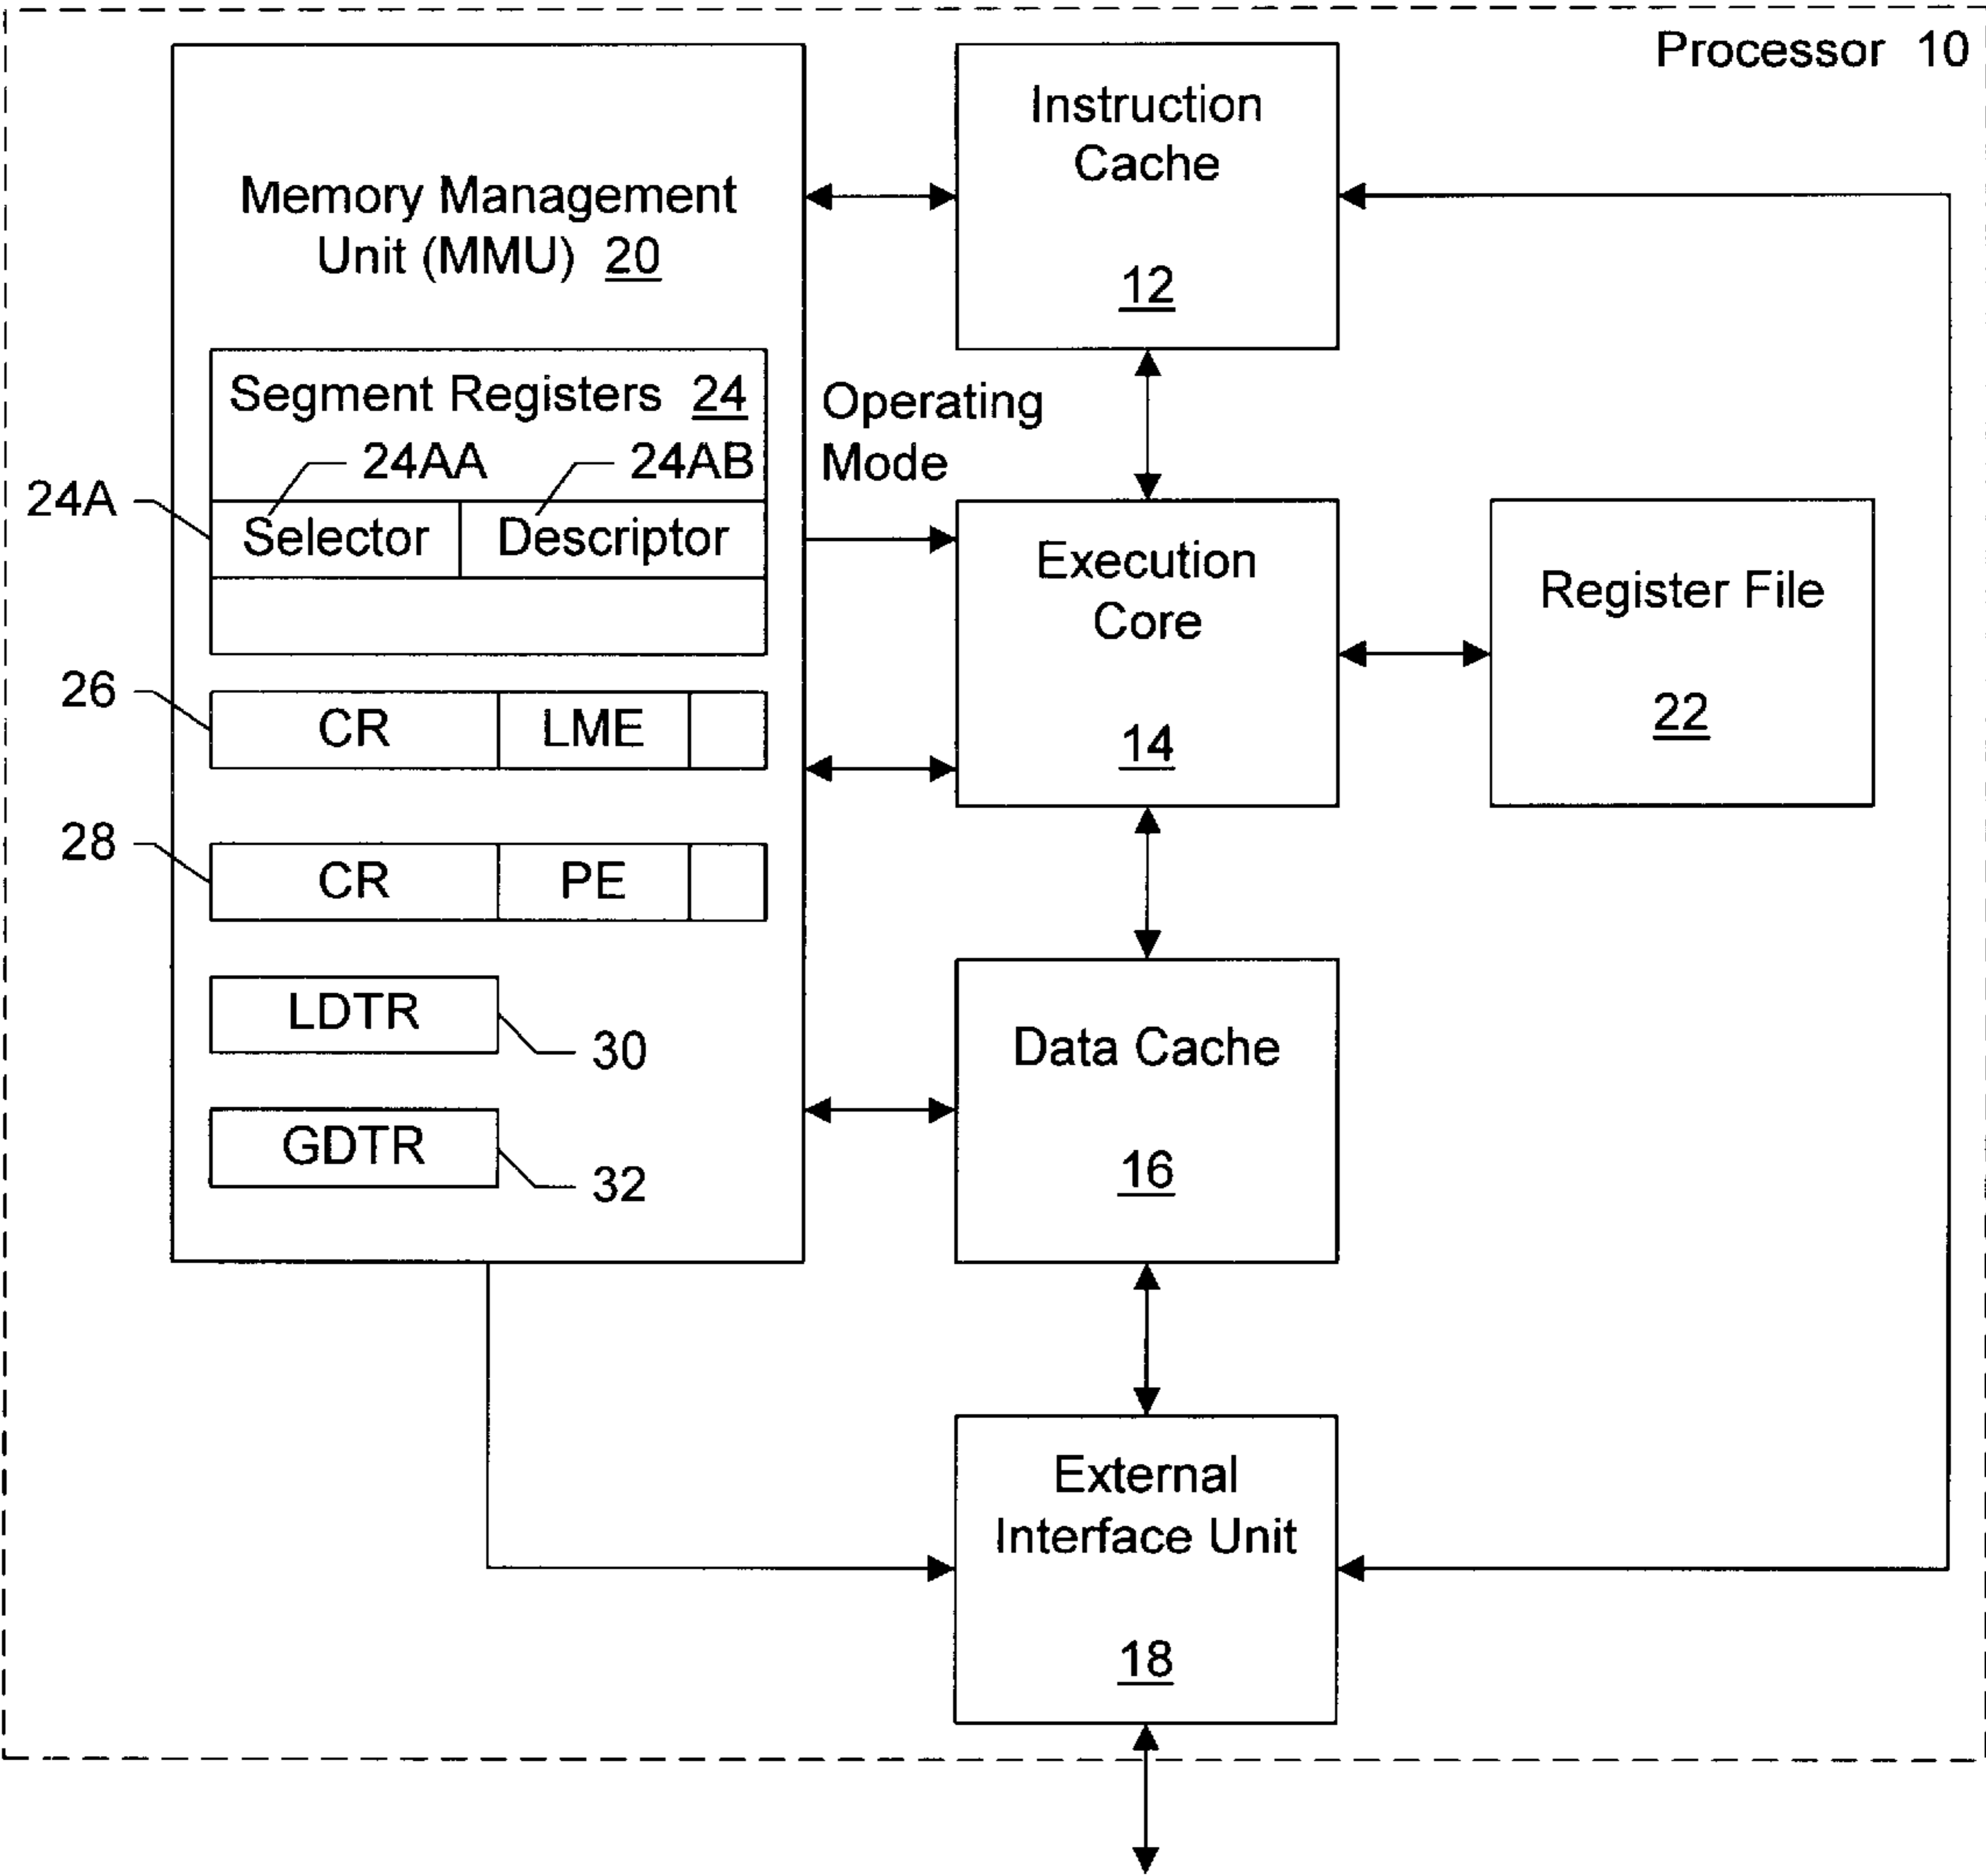 Processor 10
Instruction
Cache
12
Memory Management
Unit (MMU) 20
Segment Registers 24
24AA
24AB
24A
Selector
Descriptor
Operating
Mode
Execution
Core
14
Register File
22
26
CR
LME
28
CR
PE
LDTR
30
GDTR
32
Data Cache
16
External
Interface Unit
18